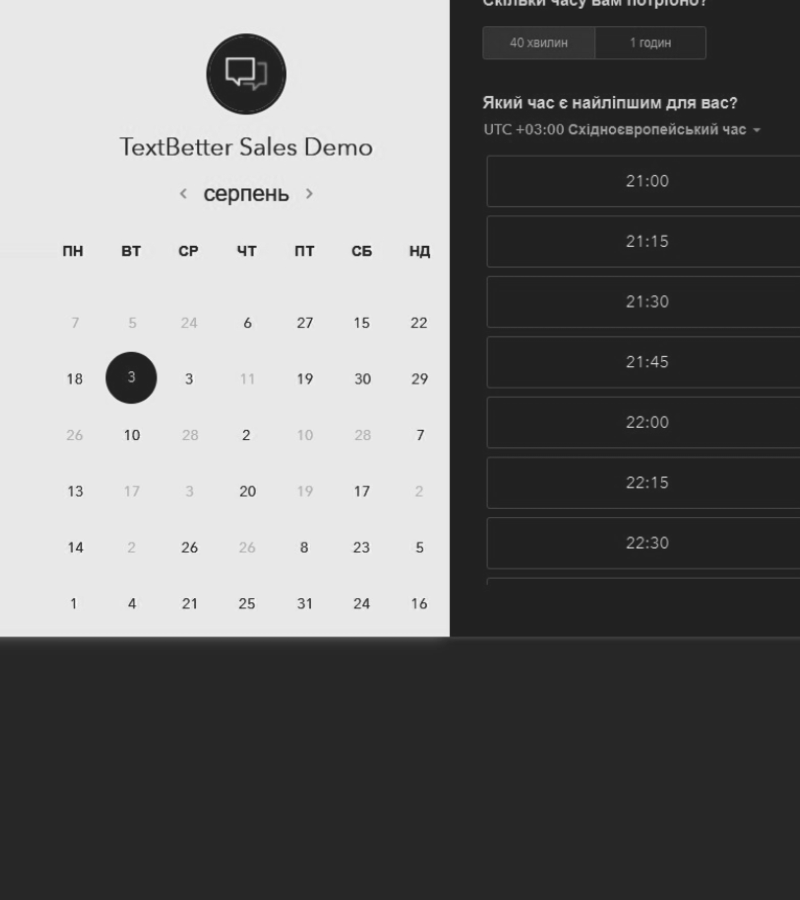 TextBetter Sales Demo
серпень
ПН ВТ СР ЧТ ПТ СБ НД
7 5 24 6 27 15 22
18 3 3 11 19 30 29
26 10 28 2 10 28 7
13 17 3 20 19 17 2
14 2 26 26 8 23 5
1 4 21 25 31 24 16
Скільки часу вам потрібно?
40 хвилин 1 годин
Який час є найліпшим для вас?
UTC +03:00 Східноєвропейський час
21:00
21:15
21:30
21:45
22:00
22:15
22:30